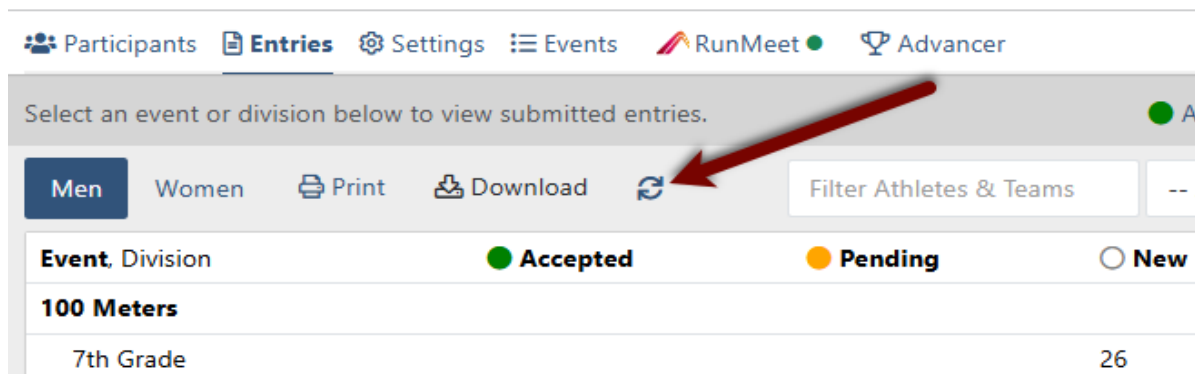 Participants Entries Settings Events RunMeet Advancer
Select an event or division below to view submitted entries. A
Men Women Print Download Filter Athletes & Teams --
Event, Division Accepted Pending New
100 Meters
7th Grade 26